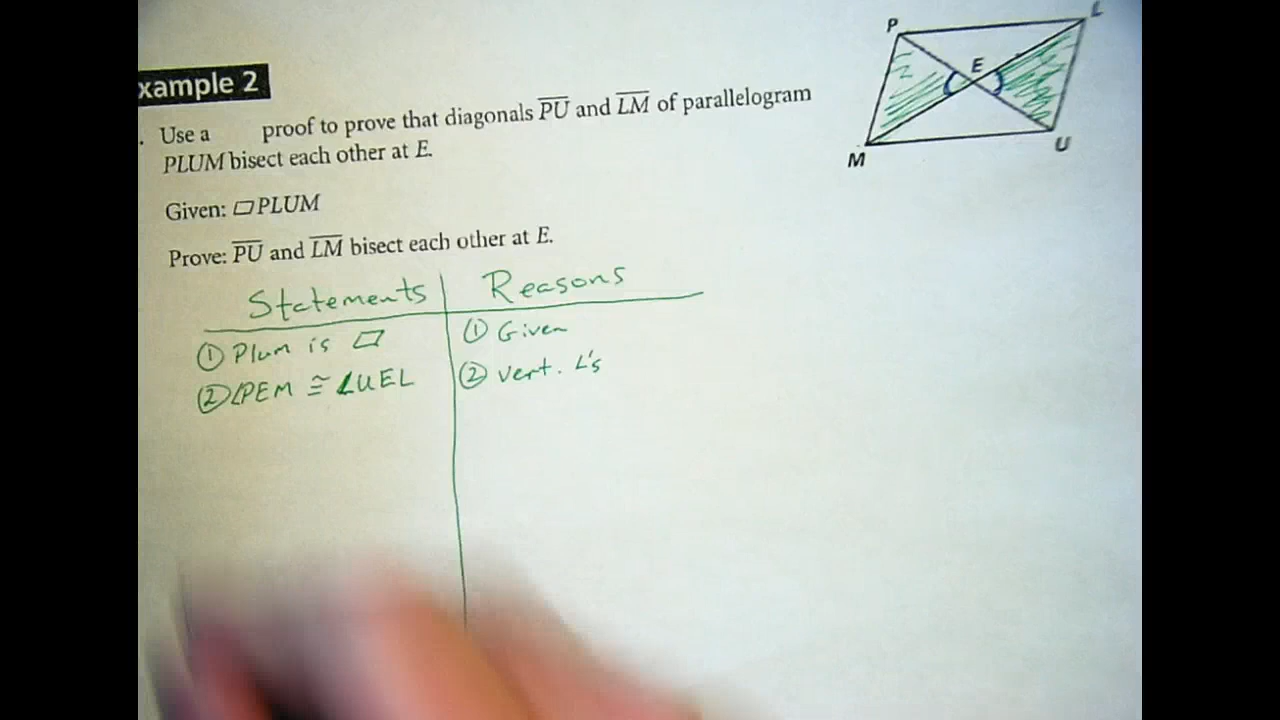 xample 2
. Use a proof to prove that diagonals PU and LM of parallelogram
PLUM bisect each other at E.
Given: ▱PLUM
Prove: PU and LM bisect each other at E.
P
L
E
M
U
Statements Reasons
① Plum is ▱ ① Given
② ∠PEM ≅ ∠UEL ② Vert. ∠'s